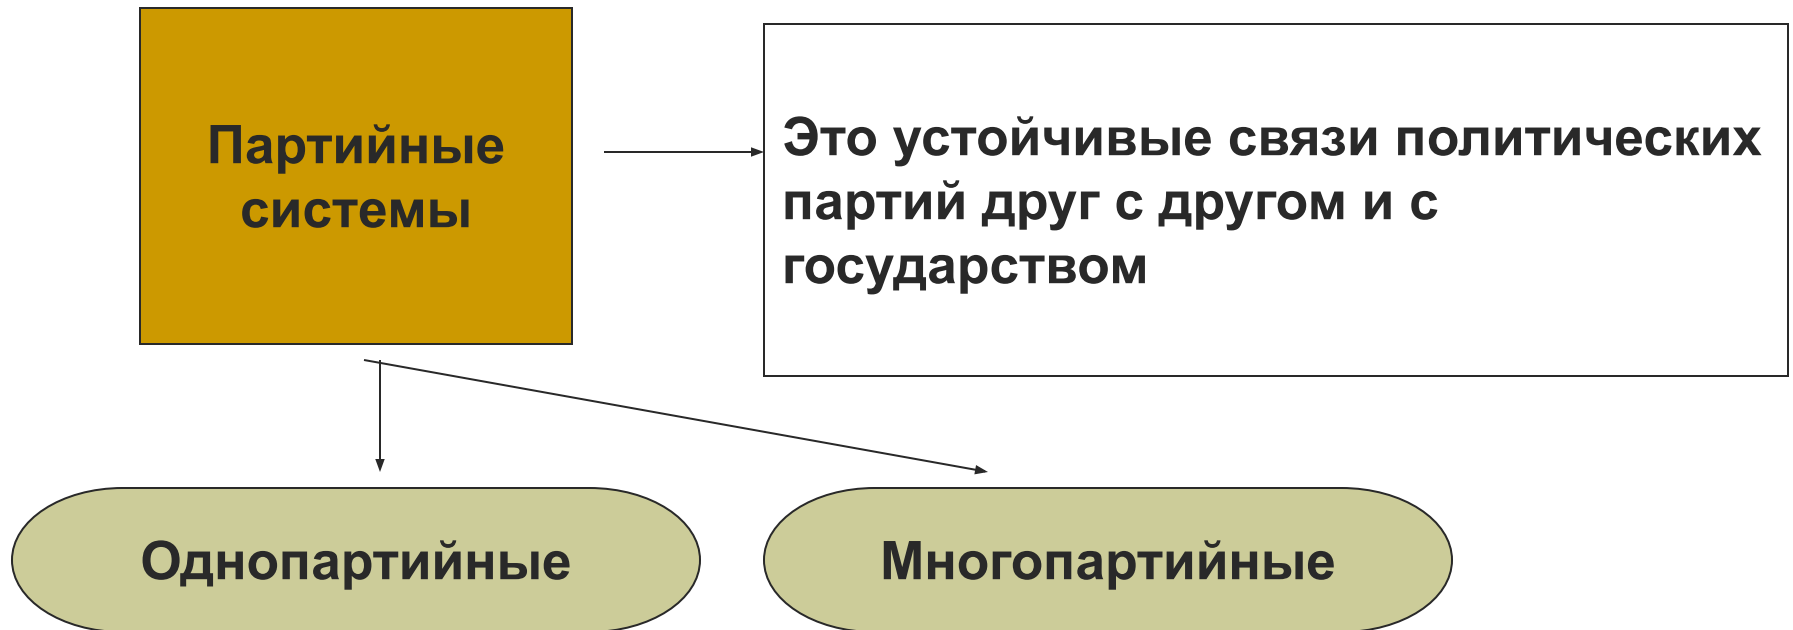 Партийные
системы
Это устойчивые связи политических
партий друг с другом и с
государством
Однопартийные
Многопартийные